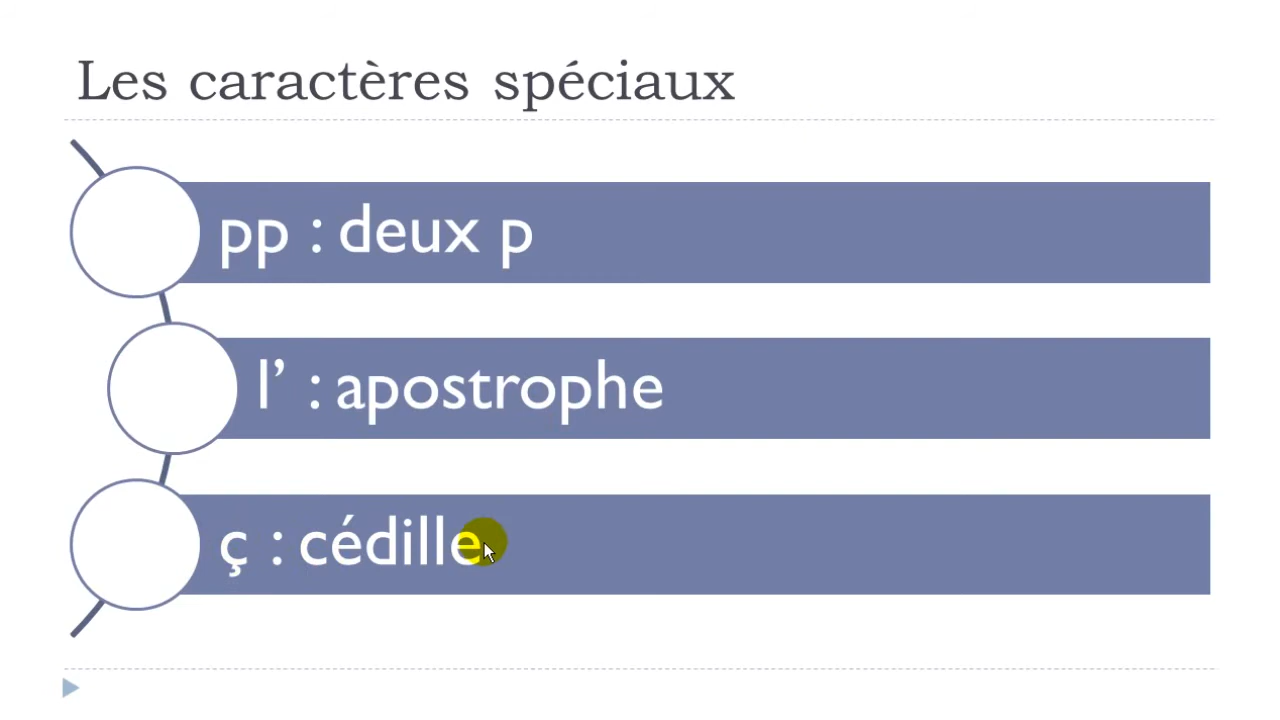 Les caractères spéciaux
pp : deux p
l’ : apostrophe
ç : cédille